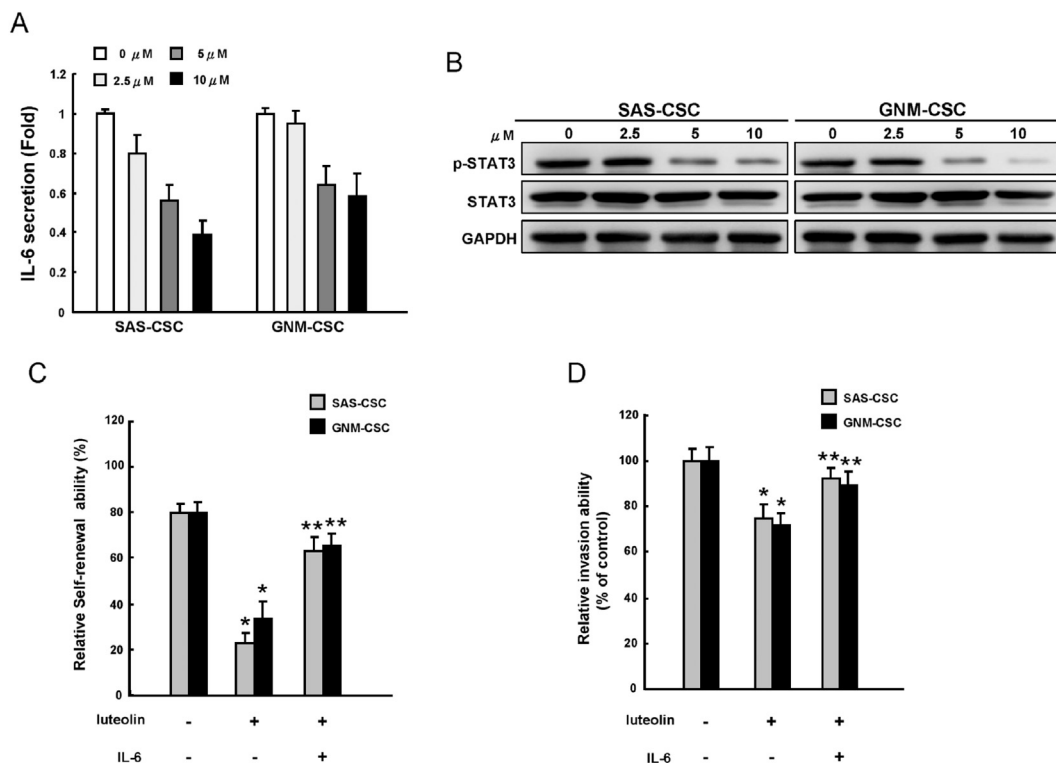 A
0 μM 5 μM
2.5 μM 10 μM
IL-6 secretion (Fold)
1.2
1
0.8
0.6
0.4
0.2
0
SAS-CSC GNM-CSC
B
SAS-CSC GNM-CSC
μM 0 2.5 5 10 0 2.5 5 10
p-STAT3
STAT3
GAPDH
C
SAS-CSC
GNM-CSC
Relative Self-renewal ability (%)
120
100
80
60
40
20
0
* * ** **
luteolin - + +
IL-6 - - +
D
SAS-CSC
GNM-CSC
Relative invasion ability
(% of control)
120
100
80
60
40
20
0
* * ** **
luteolin - + +
IL-6 - - +